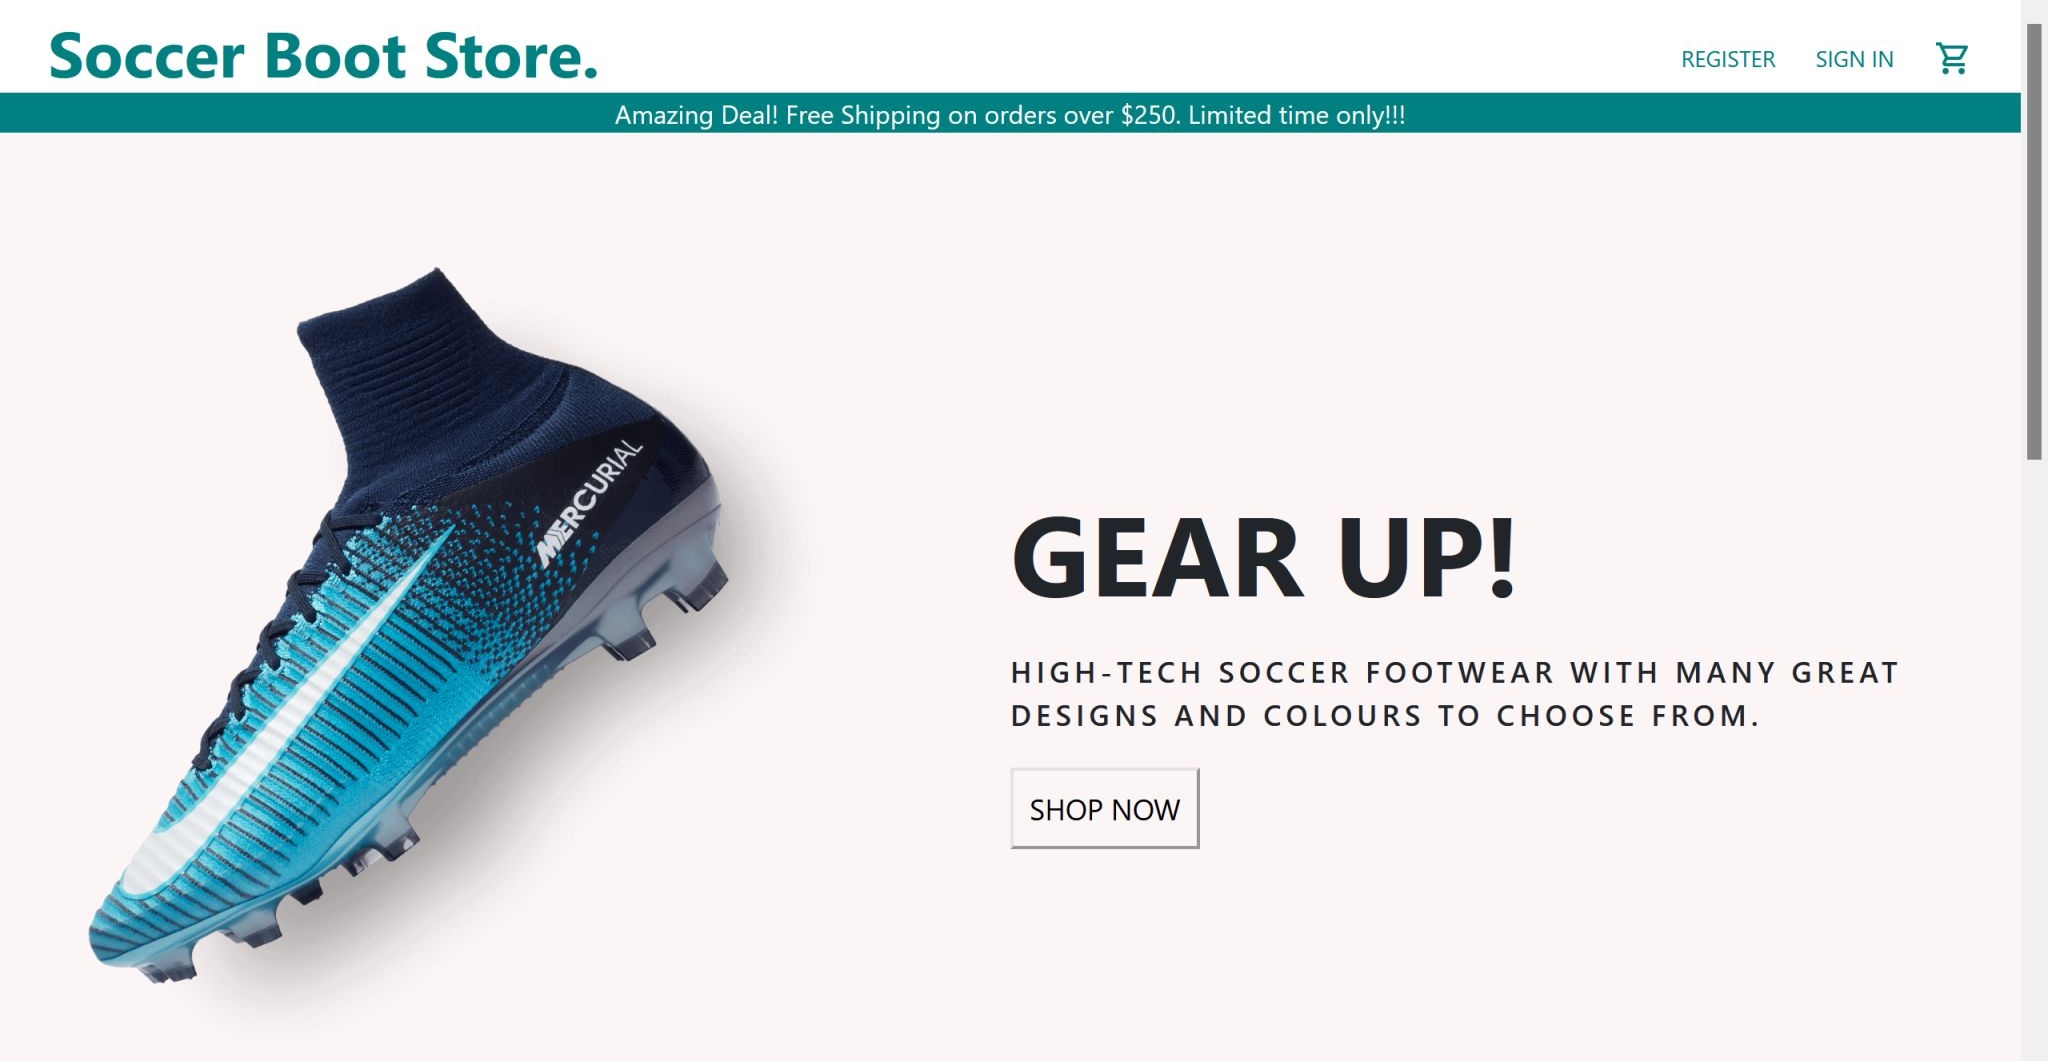 Soccer Boot Store.
REGISTER
SIGN IN
Amazing Deal! Free Shipping on orders over $250. Limited time only!!!
MERCURIAL
GEAR UP!
HIGH-TECH SOCCER FOOTWEAR WITH MANY GREAT
DESIGNS AND COLOURS TO CHOOSE FROM.
SHOP NOW